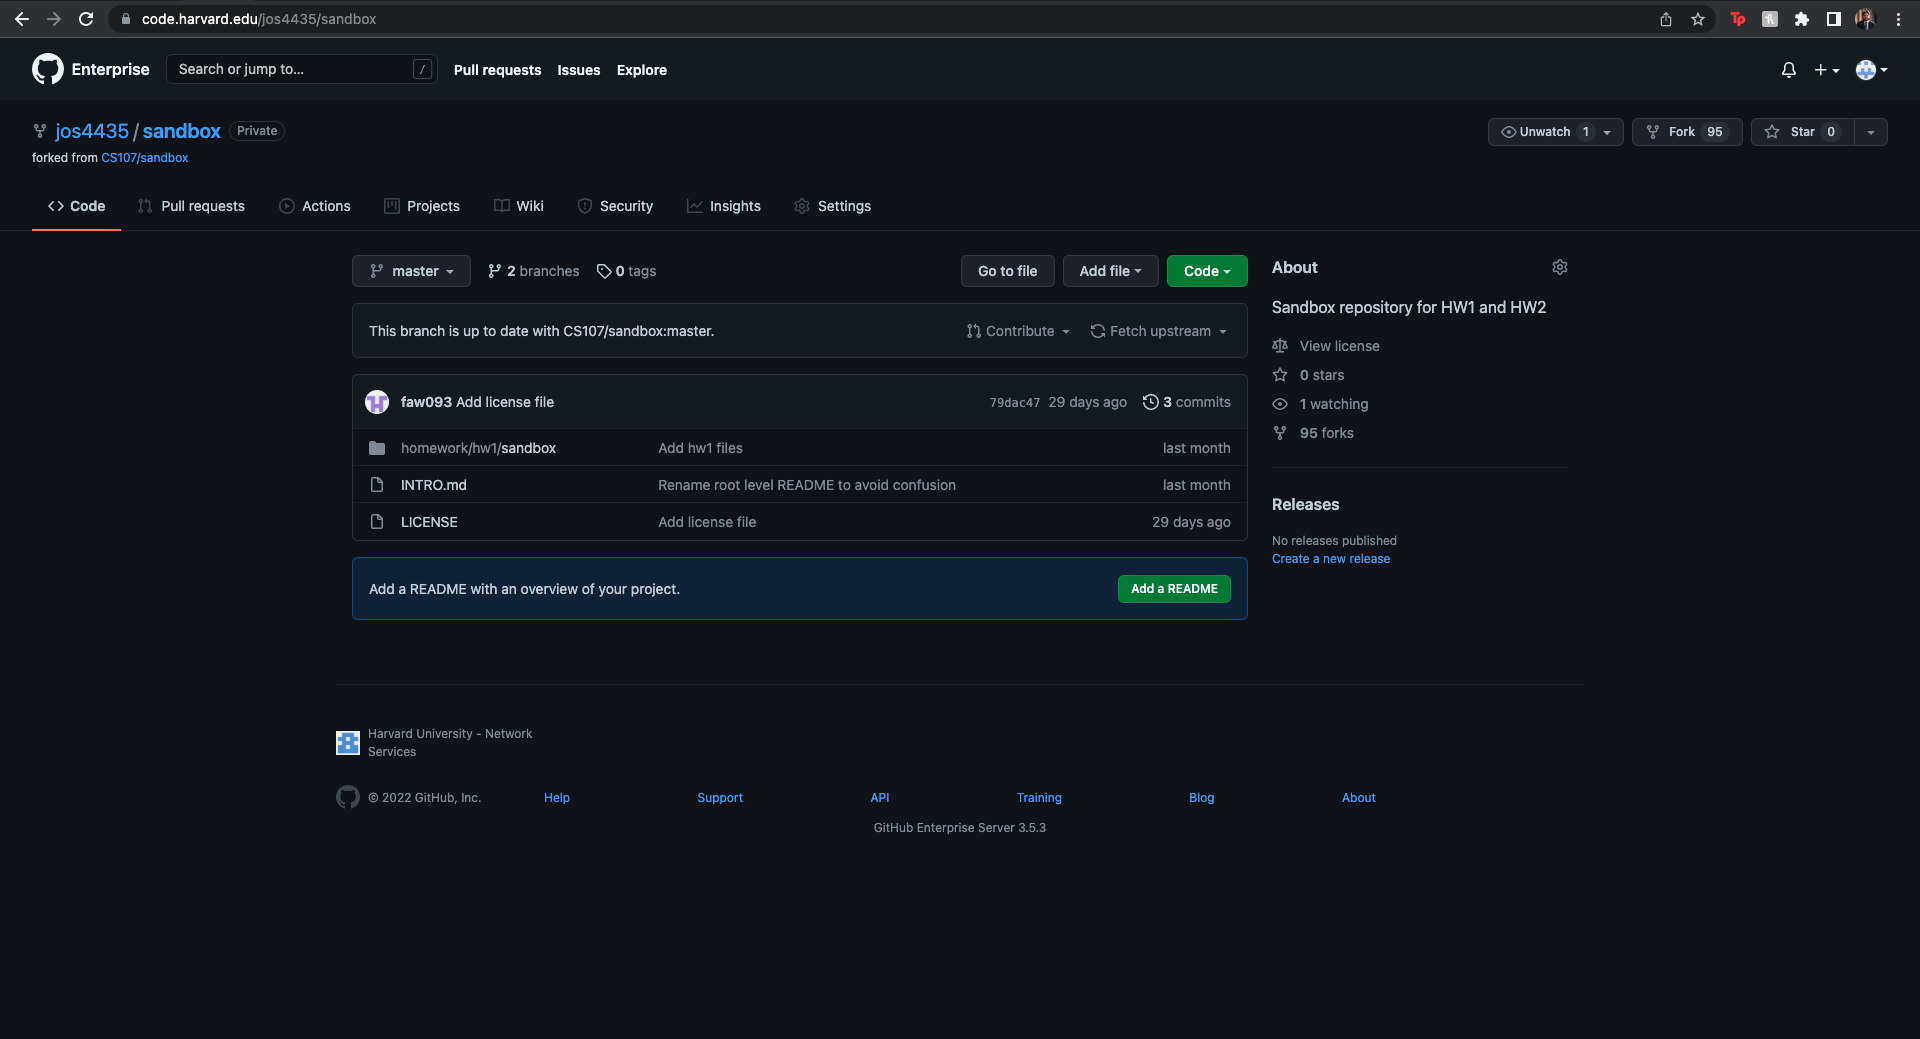 code.harvard.edu/jos4435/sandbox
Enterprise Search or jump to... / Pull requests Issues Explore
jos4435/sandbox Private Unwatch 1 Fork 95 Star 0
forked from CS107/sandbox
Code Pull requests Actions Projects Wiki Security Insights Settings
master 2 branches 0 tags Go to file Add file Code
This branch is up to date with CS107/sandbox:master. Contribute Fetch upstream
faw093 Add license file 79dac47 29 days ago 3 commits
homework/hw1/sandbox Add hw1 files last month
INTRO.md Rename root level README to avoid confusion last month
LICENSE Add license file 29 days ago
Add a README with an overview of your project. Add a README
About
Sandbox repository for HW1 and HW2
View license
0 stars
1 watching
95 forks
Releases
No releases published
Create a new release
Harvard University - Network
Services
© 2022 GitHub, Inc. Help Support API Training Blog About
GitHub Enterprise Server 3.5.3